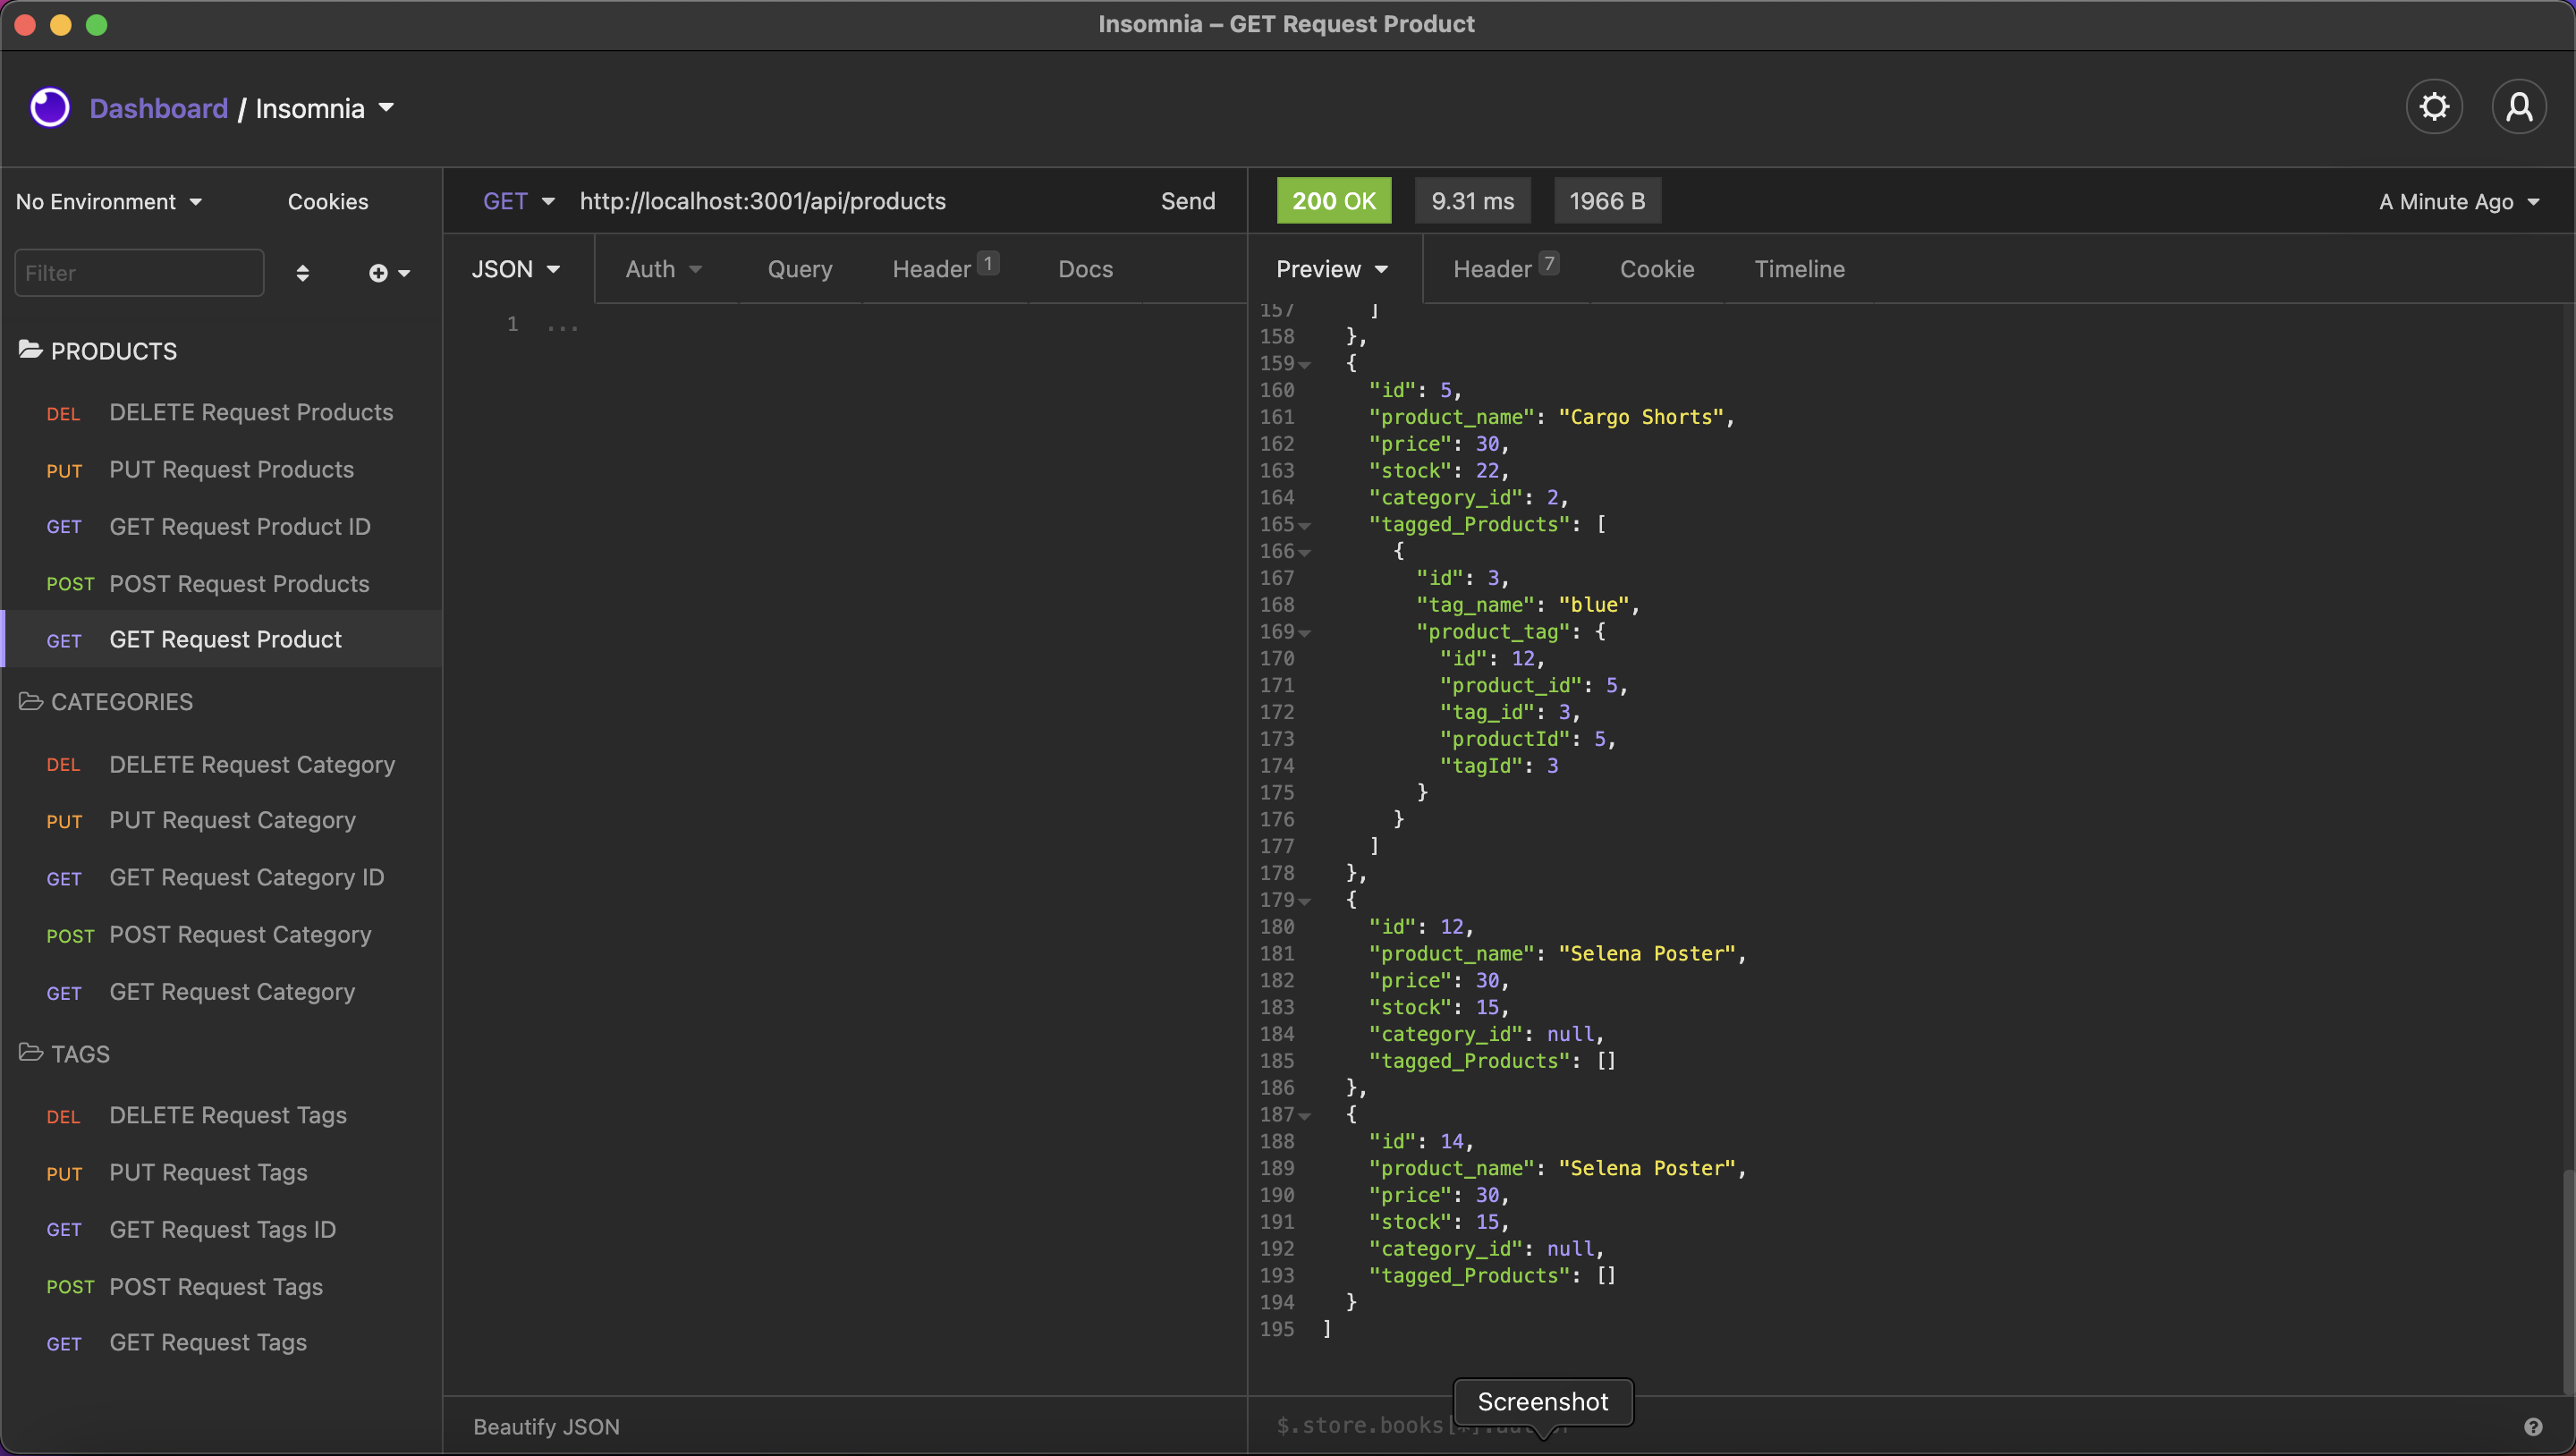 Insomnia – GET Request Product
Dashboard / Insomnia
No Environment
Cookies
Filter
PRODUCTS
DEL DELETE Request Products
PUT PUT Request Products
GET GET Request Product ID
POST POST Request Products
GET GET Request Product
CATEGORIES
DEL DELETE Request Category
PUT PUT Request Category
GET GET Request Category ID
POST POST Request Category
GET GET Request Category
TAGS
DEL DELETE Request Tags
PUT PUT Request Tags
GET GET Request Tags ID
POST POST Request Tags
GET GET Request Tags
GET http://localhost:3001/api/products Send
JSON Auth Query Header 1 Docs
1 ...
Beautify JSON
200 OK 9.31 ms 1966 B A Minute Ago
Preview Header 7 Cookie Timeline
157 ]
158 },
159 {
160 "id": 5,
161 "product_name": "Cargo Shorts",
162 "price": 30,
163 "stock": 22,
164 "category_id": 2,
165 "tagged_Products": [
166 {
167 "id": 3,
168 "tag_name": "blue",
169 "product_tag": {
170 "id": 12,
171 "product_id": 5,
172 "tag_id": 3,
173 "productId": 5,
174 "tagId": 3
175 }
176 }
177 ]
178 },
179 {
180 "id": 12,
181 "product_name": "Selena Poster",
182 "price": 30,
183 "stock": 15,
184 "category_id": null,
185 "tagged_Products": []
186 },
187 {
188 "id": 14,
189 "product_name": "Selena Poster",
190 "price": 30,
191 "stock": 15,
192 "category_id": null,
193 "tagged_Products": []
194 }
195 ]
Screenshot
$.store.books